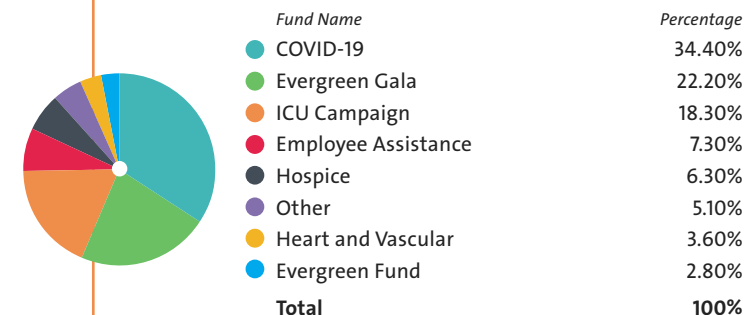 Fund Name Percentage
COVID-19 34.40%
Evergreen Gala 22.20%
ICU Campaign 18.30%
Employee Assistance 7.30%
Hospice 6.30%
Other 5.10%
Heart and Vascular 3.60%
Evergreen Fund 2.80%
Total 100%